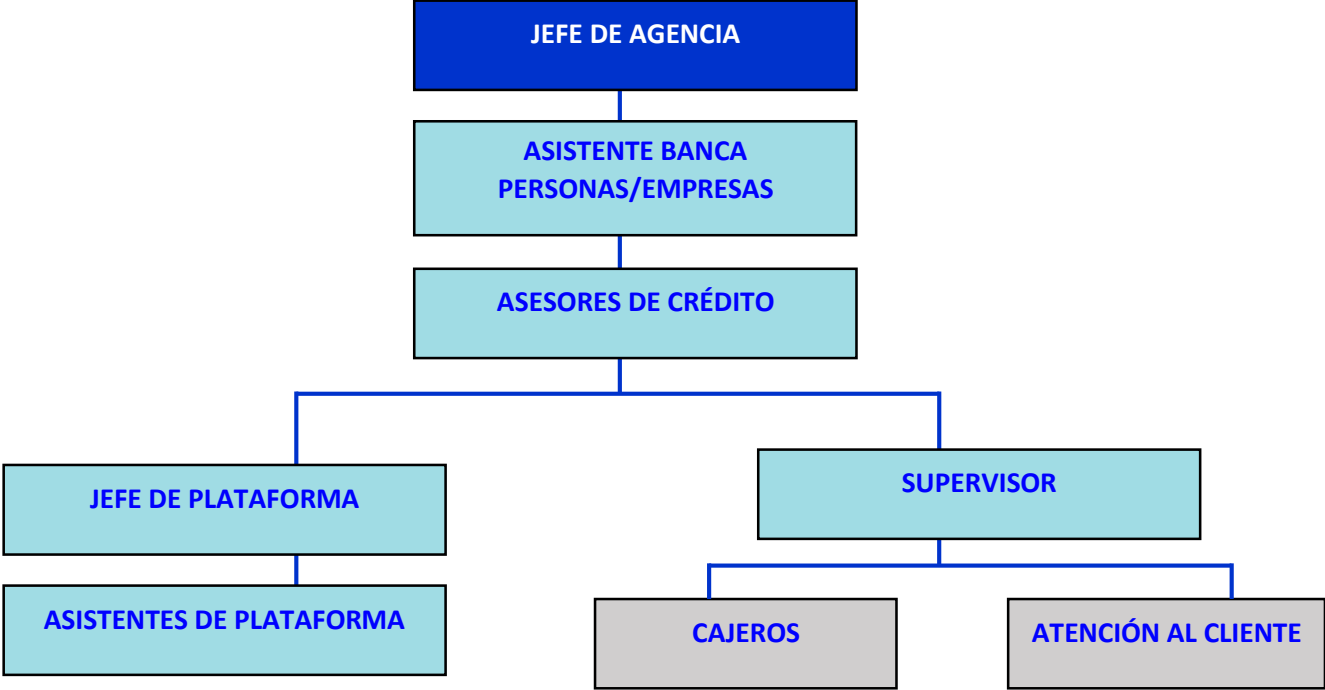 JEFE DE AGENCIA
ASISTENTE BANCA
PERSONAS/EMPRESAS
ASESORES DE CRÉDITO
JEFE DE PLATAFORMA
SUPERVISOR
ASISTENTES DE PLATAFORMA
CAJEROS
ATENCIÓN AL CLIENTE